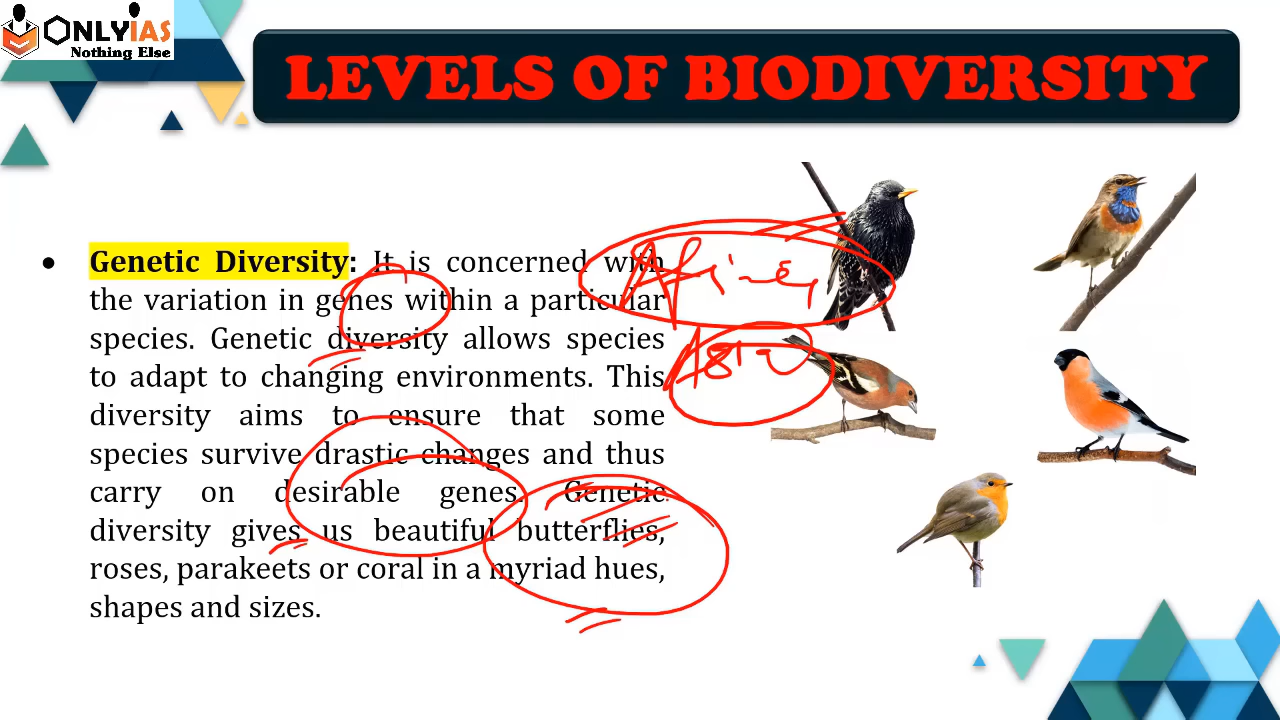 ONLYIAS
Nothing Else
LEVELS OF BIODIVERSITY
• Genetic Diversity: It is concerned with
the variation in genes within a particular
species. Genetic diversity allows species
to adapt to changing environments. This
diversity aims to ensure that some
species survive drastic changes and thus
carry on desirable genes. Genetic
diversity gives us beautiful butterflies,
roses, parakeets or coral in a myriad hues,
shapes and sizes.